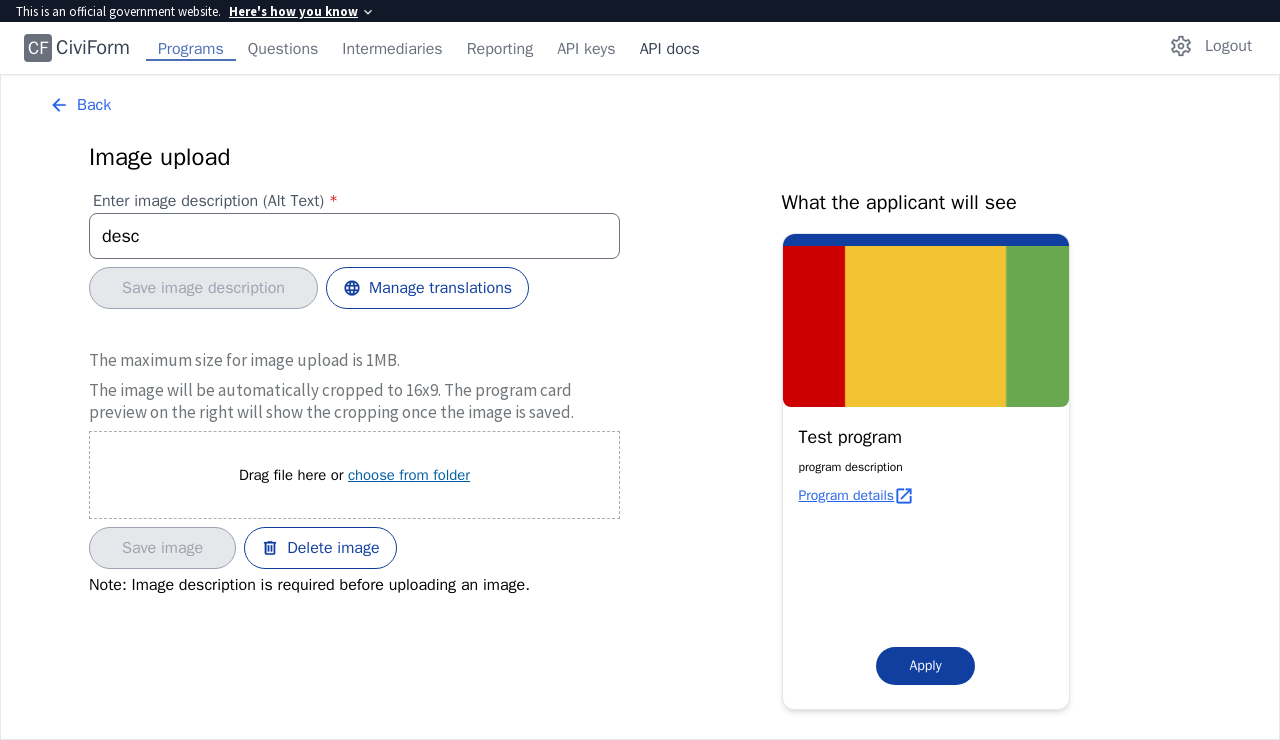 This is an official government website. Here's how you know
CF CiviForm Programs Questions Intermediaries Reporting API keys API docs Logout
Back
Image upload
Enter image description (Alt Text) *
desc
Save image description Manage translations
The maximum size for image upload is 1MB.
The image will be automatically cropped to 16x9. The program card
preview on the right will show the cropping once the image is saved.
Drag file here or choose from folder
Save image Delete image
Note: Image description is required before uploading an image.
What the applicant will see
Test program
program description
Program details
Apply